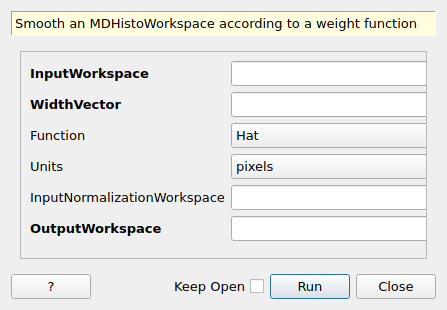 Smooth an MDHistoWorkspace according to a weight function
InputWorkspace
WidthVector
Function Hat
Units pixels
InputNormalizationWorkspace
OutputWorkspace
? Keep Open Run Close